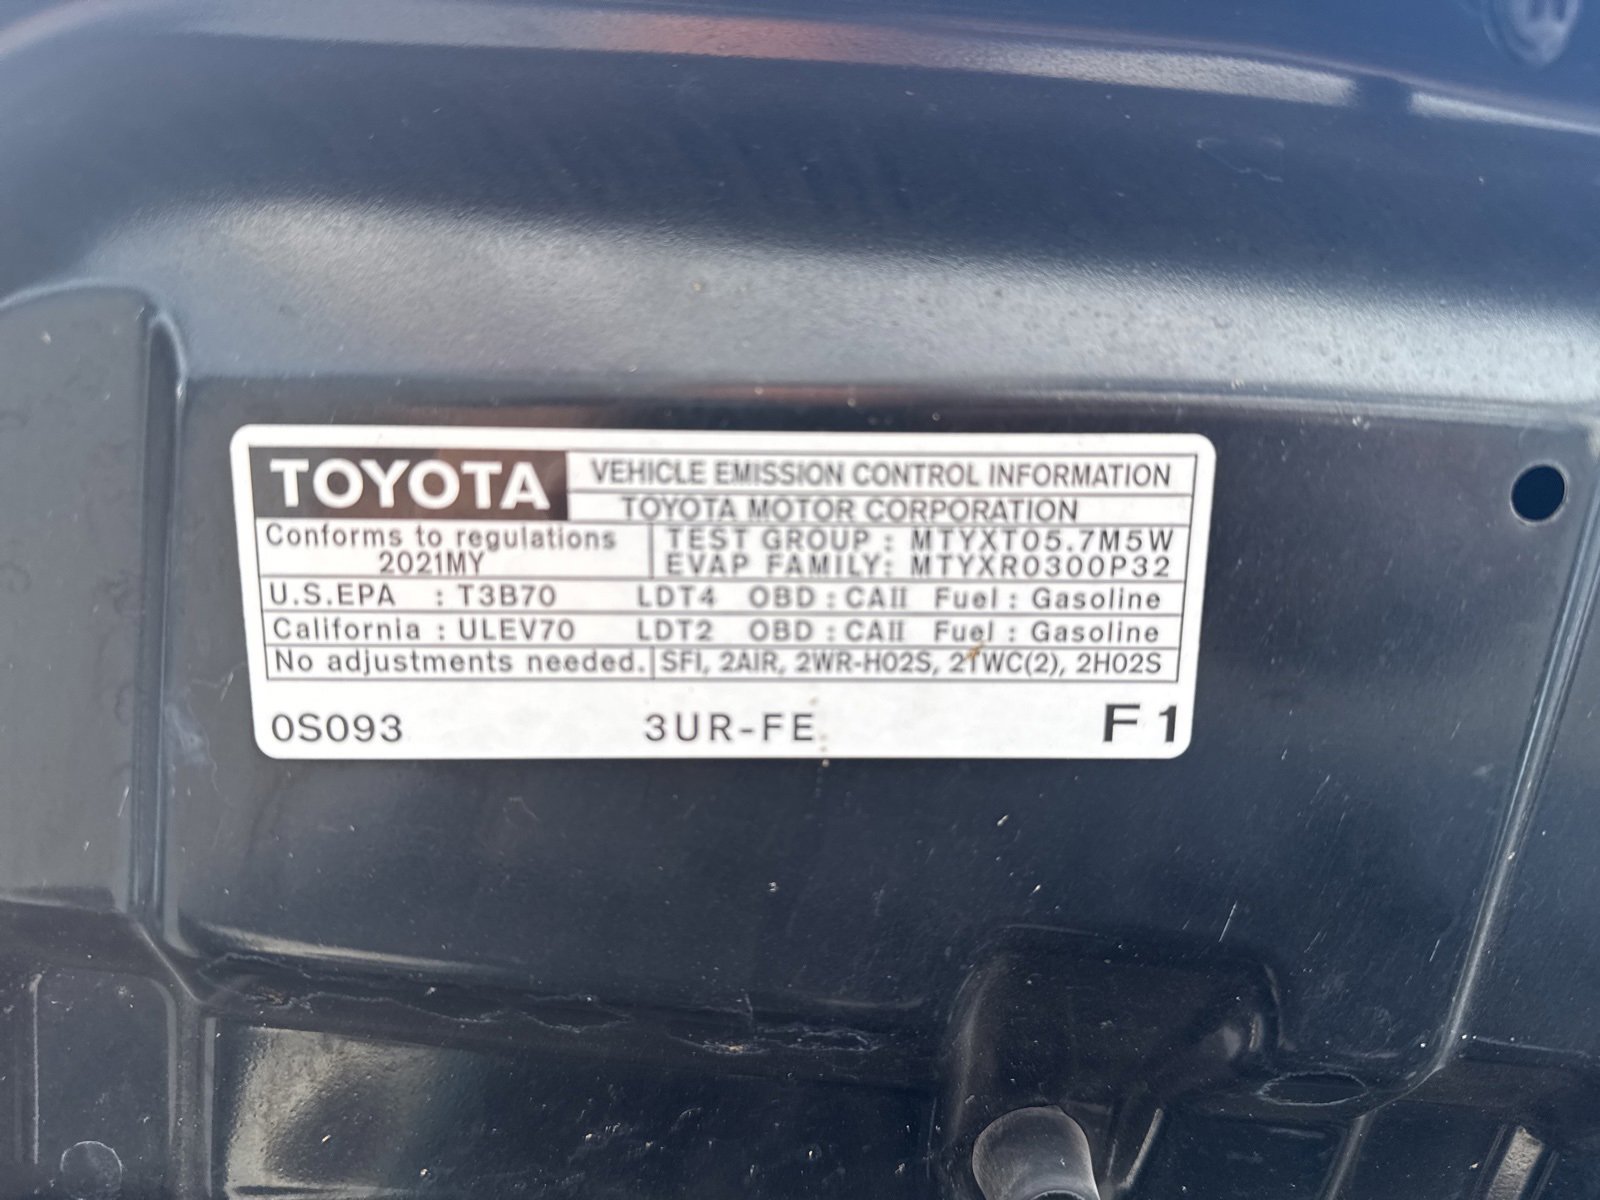 TOYOTA VEHICLE EMISSION CONTROL INFORMATION
TOYOTA MOTOR CORPORATION
Conforms to regulations TEST GROUP : MTYXT05.7M5W
2021MY EVAP FAMILY: MTYXR0300P32
U.S.EPA : T3B70 LDT4 OBD : CAII Fuel : Gasoline
California : ULEV70 LDT2 OBD : CAII Fuel : Gasoline
No adjustments needed. SFI, 2AIR, 2WR-HO2S, 2TWC(2), 2HO2S
0S093 3UR-FE F1